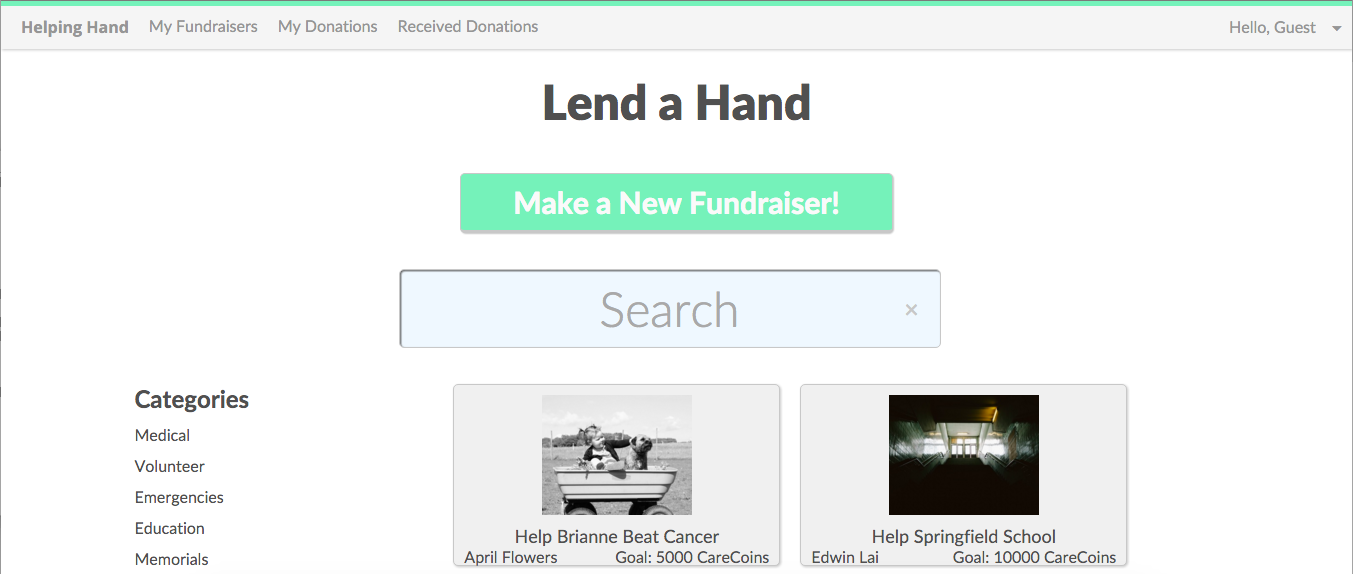 Helping Hand My Fundraisers My Donations Received Donations Hello, Guest
Lend a Hand
Make a New Fundraiser!
Search ×
Categories
Medical
Volunteer
Emergencies
Education
Memorials
Help Brianne Beat Cancer
April Flowers Goal: 5000 CareCoins
Help Springfield School
Edwin Lai Goal: 10000 CareCoins